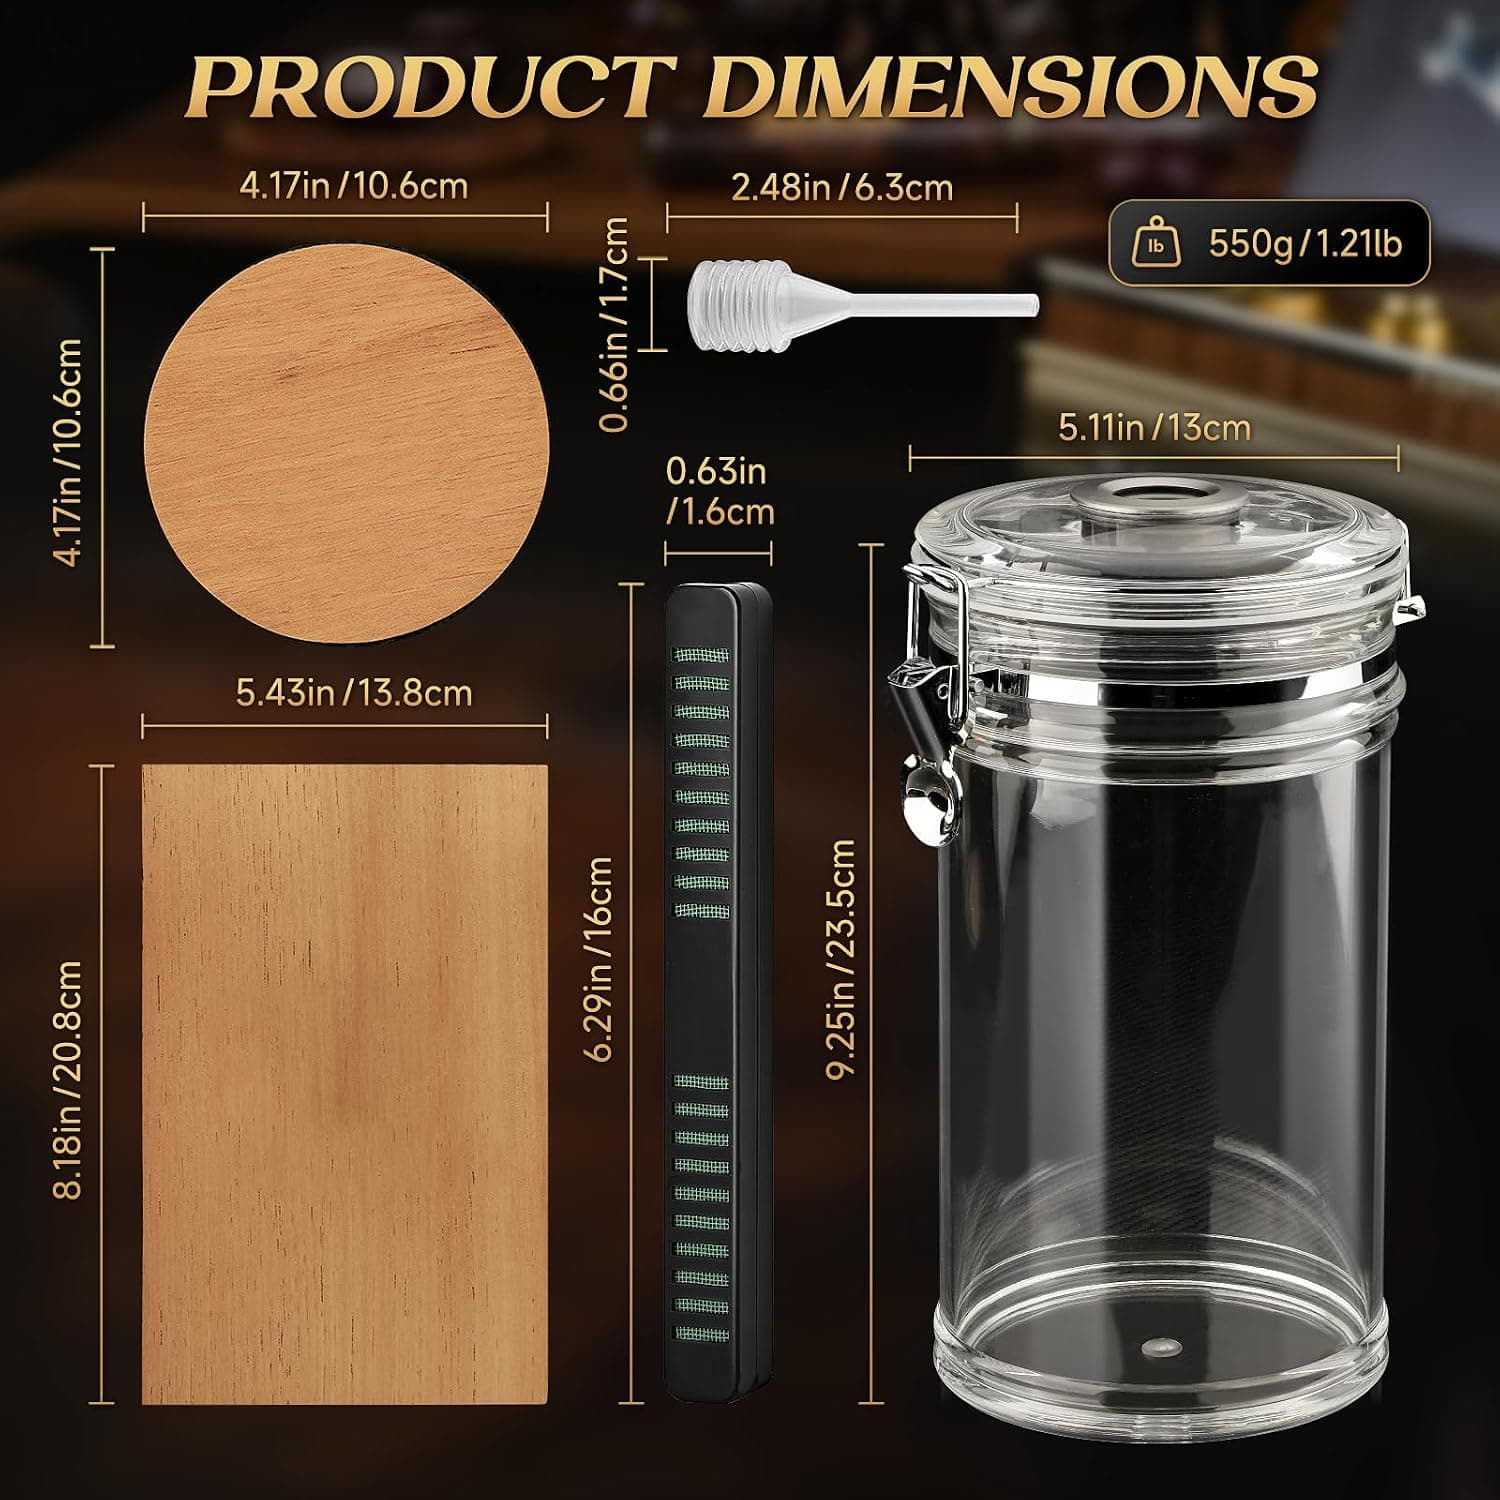 PRODUCT DIMENSIONS
4.17in/10.6cm
2.48in/6.3cm
lb 550g/1.21lb
4.17in/10.6cm
0.66in/1.7cm
5.11in/13cm
0.63in
/1.6cm
5.43in/13.8cm
8.18in/20.8cm
6.29in/16cm
9.25in/23.5cm